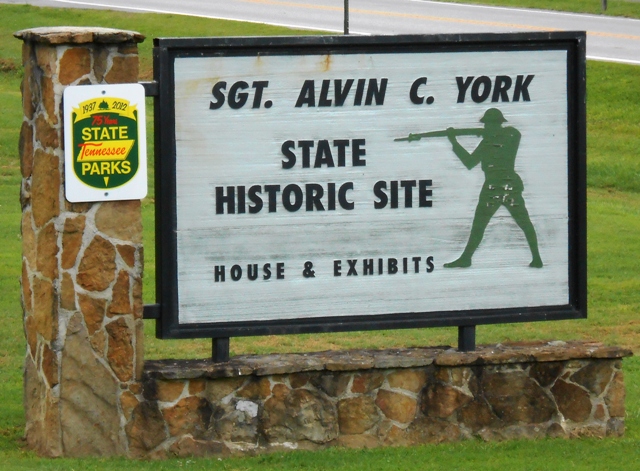 SGT. ALVIN C. YORK
STATE
HISTORIC SITE
HOUSE & EXHIBITS
1937 2012
75 Years
STATE
Tennessee
PARKS